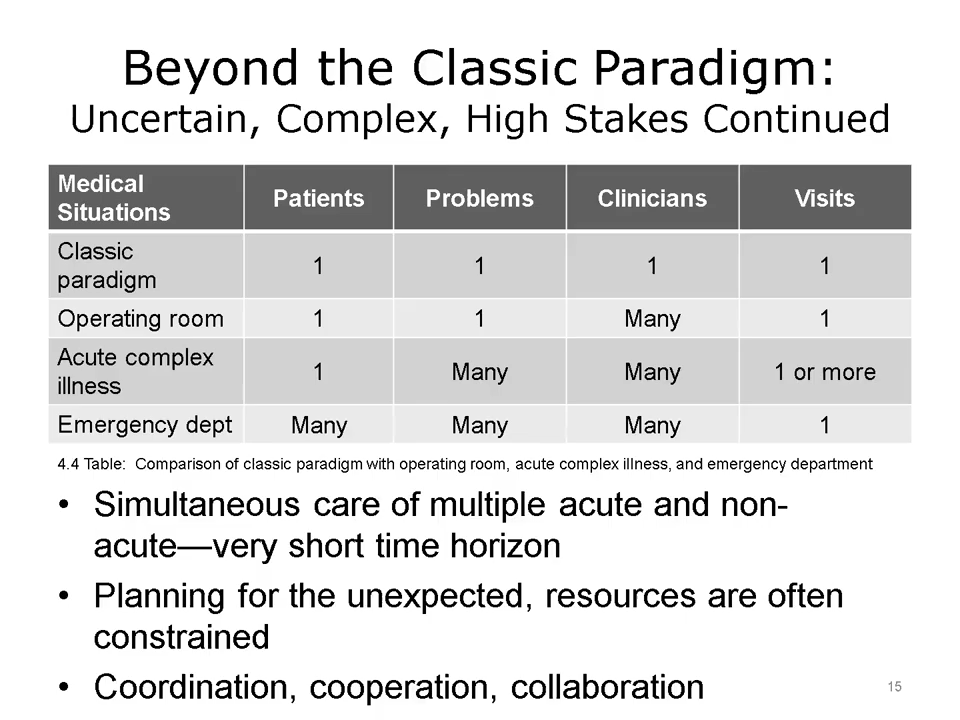 Beyond the Classic Paradigm:
Uncertain, Complex, High Stakes Continued
Medical Situations Patients Problems Clinicians Visits
Classic paradigm 1 1 1 1
Operating room 1 1 Many 1
Acute complex illness 1 Many Many 1 or more
Emergency dept Many Many Many 1
4.4 Table: Comparison of classic paradigm with operating room, acute complex illness, and emergency department
• Simultaneous care of multiple acute and non-
acute—very short time horizon
• Planning for the unexpected, resources are often
constrained
• Coordination, cooperation, collaboration
15